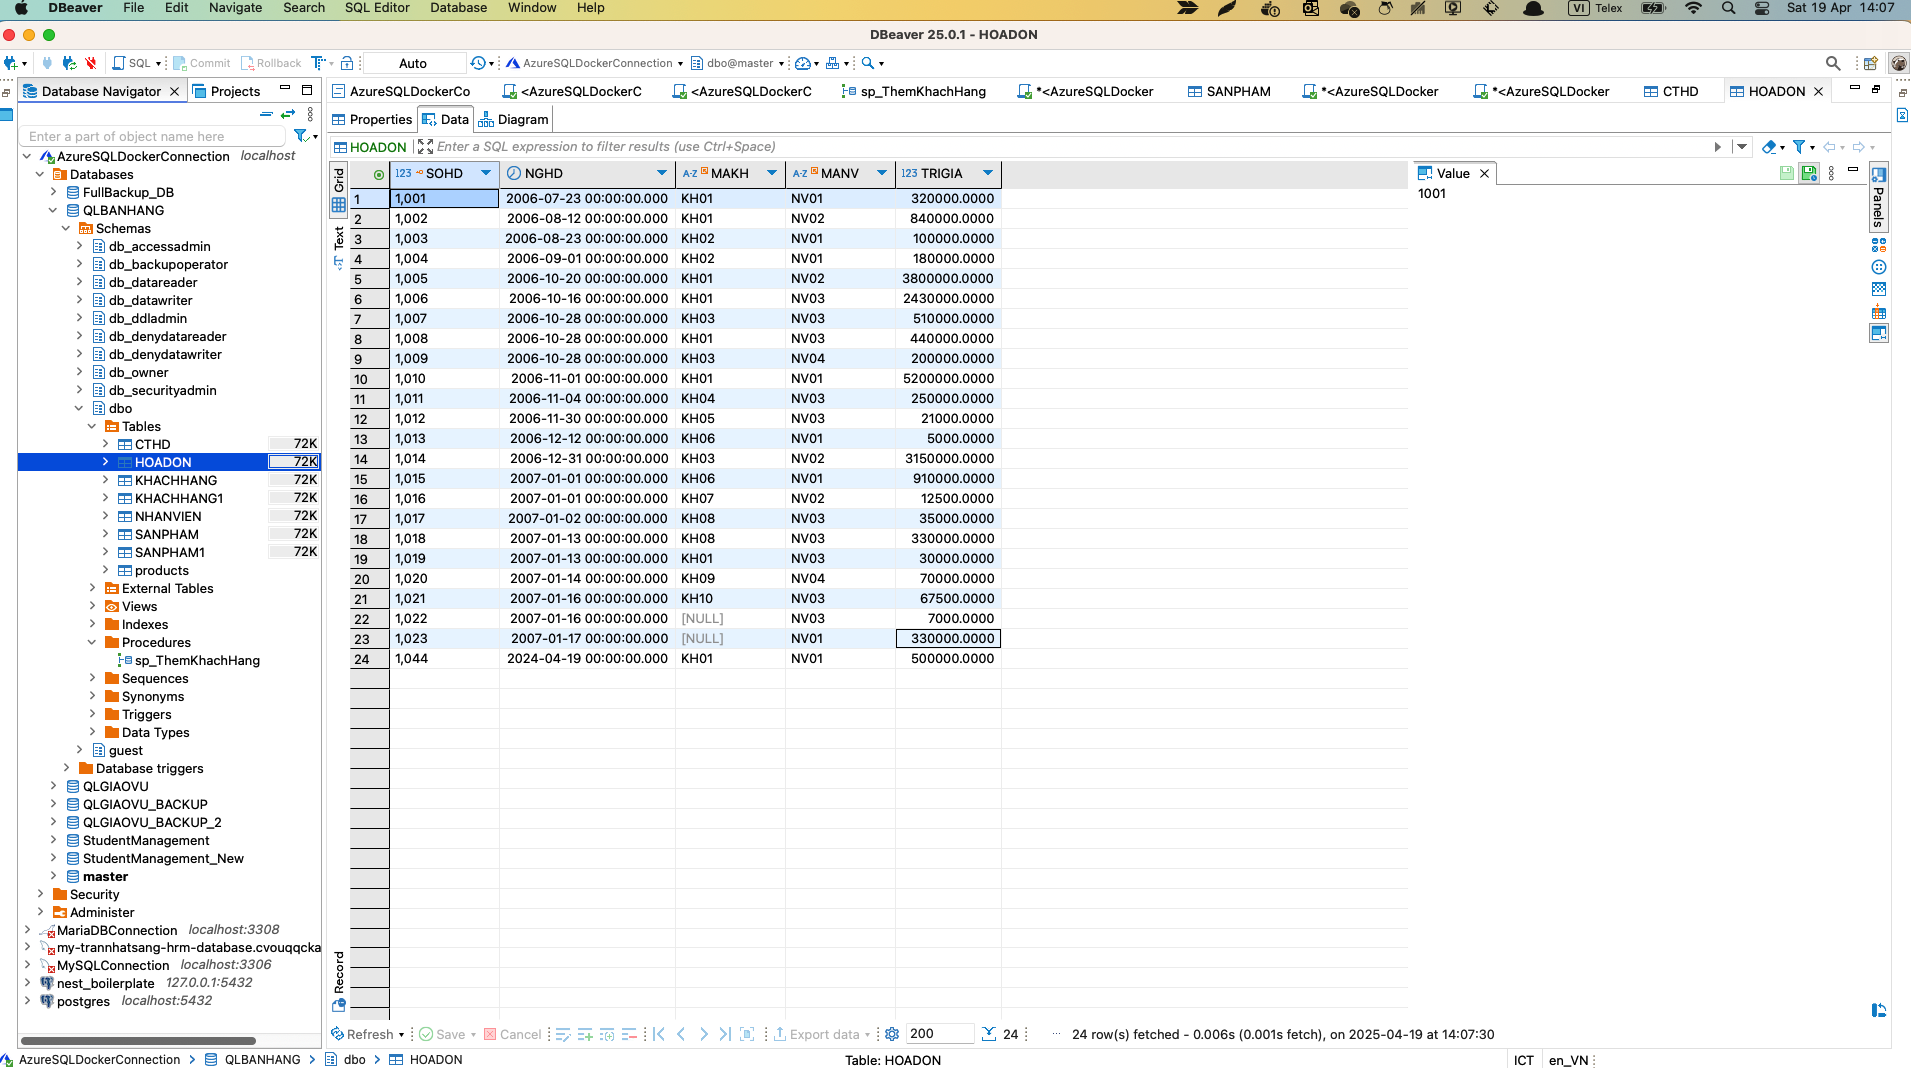 DBeaver File Edit Navigate Search SQL Editor Database Window Help VI Telex Sat 19 Apr 14:07
DBeaver 25.0.1 - HOADON
SQL Commit Rollback Auto AzureSQLDockerConnection dbo@master
Database Navigator Projects
AzureSQLDockerCo <AzureSQLDockerC <AzureSQLDockerC sp_ThemKhachHang *<AzureSQLDocker SANPHAM *<AzureSQLDocker *<AzureSQLDocker CTHD HOADON
Properties Data Diagram
Enter a part of object name here
HOADON Enter a SQL expression to filter results (use Ctrl+Space)
AzureSQLDockerConnection localhost
Databases
FullBackup_DB
QLBANHANG
Schemas
db_accessadmin
db_backupoperator
db_datareader
db_datawriter
db_ddladmin
db_denydatareader
db_denydatawriter
db_owner
db_securityadmin
dbo
Tables
CTHD 72K
HOADON 72K
KHACHHANG 72K
KHACHHANG1 72K
NHANVIEN 72K
SANPHAM 72K
SANPHAM1 72K
products
External Tables
Views
Indexes
Procedures
sp_ThemKhachHang
Sequences
Synonyms
Triggers
Data Types
guest
Database triggers
QLGIAOVU
QLGIAOVU_BACKUP
QLGIAOVU_BACKUP_2
StudentManagement
StudentManagement_New
master
Security
Administer
MariaDBConnection localhost:3308
my-trannhatsang-hrm-database.cvouqqcka
MySQLConnection localhost:3306
nest_boilerplate 127.0.0.1:5432
postgres localhost:5432
Grid
Text
Record
123 SOHD NGHD A-Z MAKH A-Z MANV 123 TRIGIA
1 1,001 2006-07-23 00:00:00.000 KH01 NV01 320000.0000
2 1,002 2006-08-12 00:00:00.000 KH01 NV02 840000.0000
3 1,003 2006-08-23 00:00:00.000 KH02 NV01 100000.0000
4 1,004 2006-09-01 00:00:00.000 KH02 NV01 180000.0000
5 1,005 2006-10-20 00:00:00.000 KH01 NV02 3800000.0000
6 1,006 2006-10-16 00:00:00.000 KH01 NV03 2430000.0000
7 1,007 2006-10-28 00:00:00.000 KH03 NV03 510000.0000
8 1,008 2006-10-28 00:00:00.000 KH01 NV03 440000.0000
9 1,009 2006-10-28 00:00:00.000 KH03 NV04 200000.0000
10 1,010 2006-11-01 00:00:00.000 KH01 NV01 5200000.0000
11 1,011 2006-11-04 00:00:00.000 KH04 NV03 250000.0000
12 1,012 2006-11-30 00:00:00.000 KH05 NV03 21000.0000
13 1,013 2006-12-12 00:00:00.000 KH06 NV01 5000.0000
14 1,014 2006-12-31 00:00:00.000 KH03 NV02 3150000.0000
15 1,015 2007-01-01 00:00:00.000 KH06 NV01 910000.0000
16 1,016 2007-01-01 00:00:00.000 KH07 NV02 12500.0000
17 1,017 2007-01-02 00:00:00.000 KH08 NV03 35000.0000
18 1,018 2007-01-13 00:00:00.000 KH08 NV03 330000.0000
19 1,019 2007-01-13 00:00:00.000 KH01 NV03 30000.0000
20 1,020 2007-01-14 00:00:00.000 KH09 NV04 70000.0000
21 1,021 2007-01-16 00:00:00.000 KH10 NV03 67500.0000
22 1,022 2007-01-16 00:00:00.000 [NULL] NV03 7000.0000
23 1,023 2007-01-17 00:00:00.000 [NULL] NV01 330000.0000
24 1,044 2024-04-19 00:00:00.000 KH01 NV01 500000.0000
Value
1001
Panels
Refresh Save Cancel Export data 200 24 24 row(s) fetched - 0.006s (0.001s fetch), on 2025-04-19 at 14:07:30
AzureSQLDockerConnection QLBANHANG dbo HOADON Table: HOADON ICT en_VN